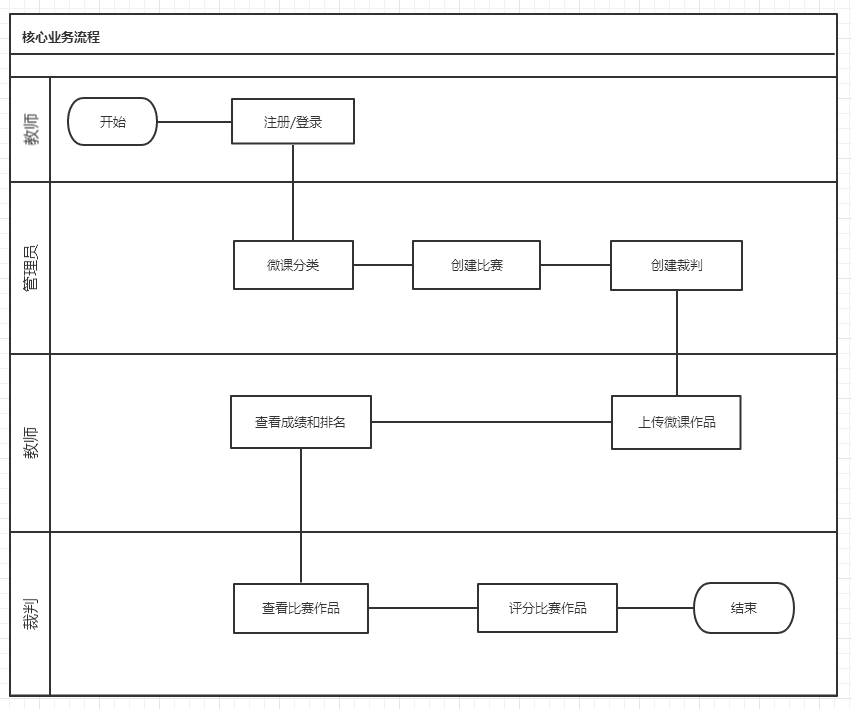 核心业务流程
教师
开始
注册/登录
管理员
微课分类
创建比赛
创建裁判
教师
查看成绩和排名
上传微课作品
裁判
查看比赛作品
评分比赛作品
结束